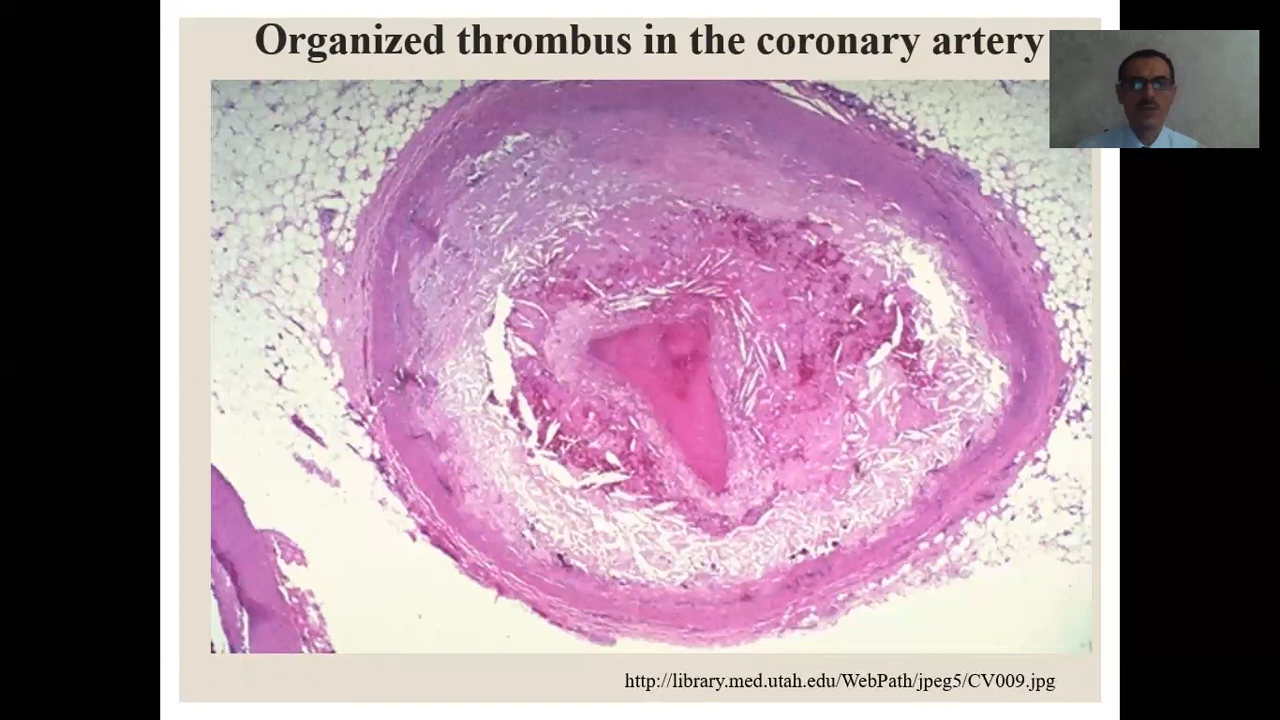 Organized thrombus in the coronary artery
http://library.med.utah.edu/WebPath/jpeg5/CV009.jpg